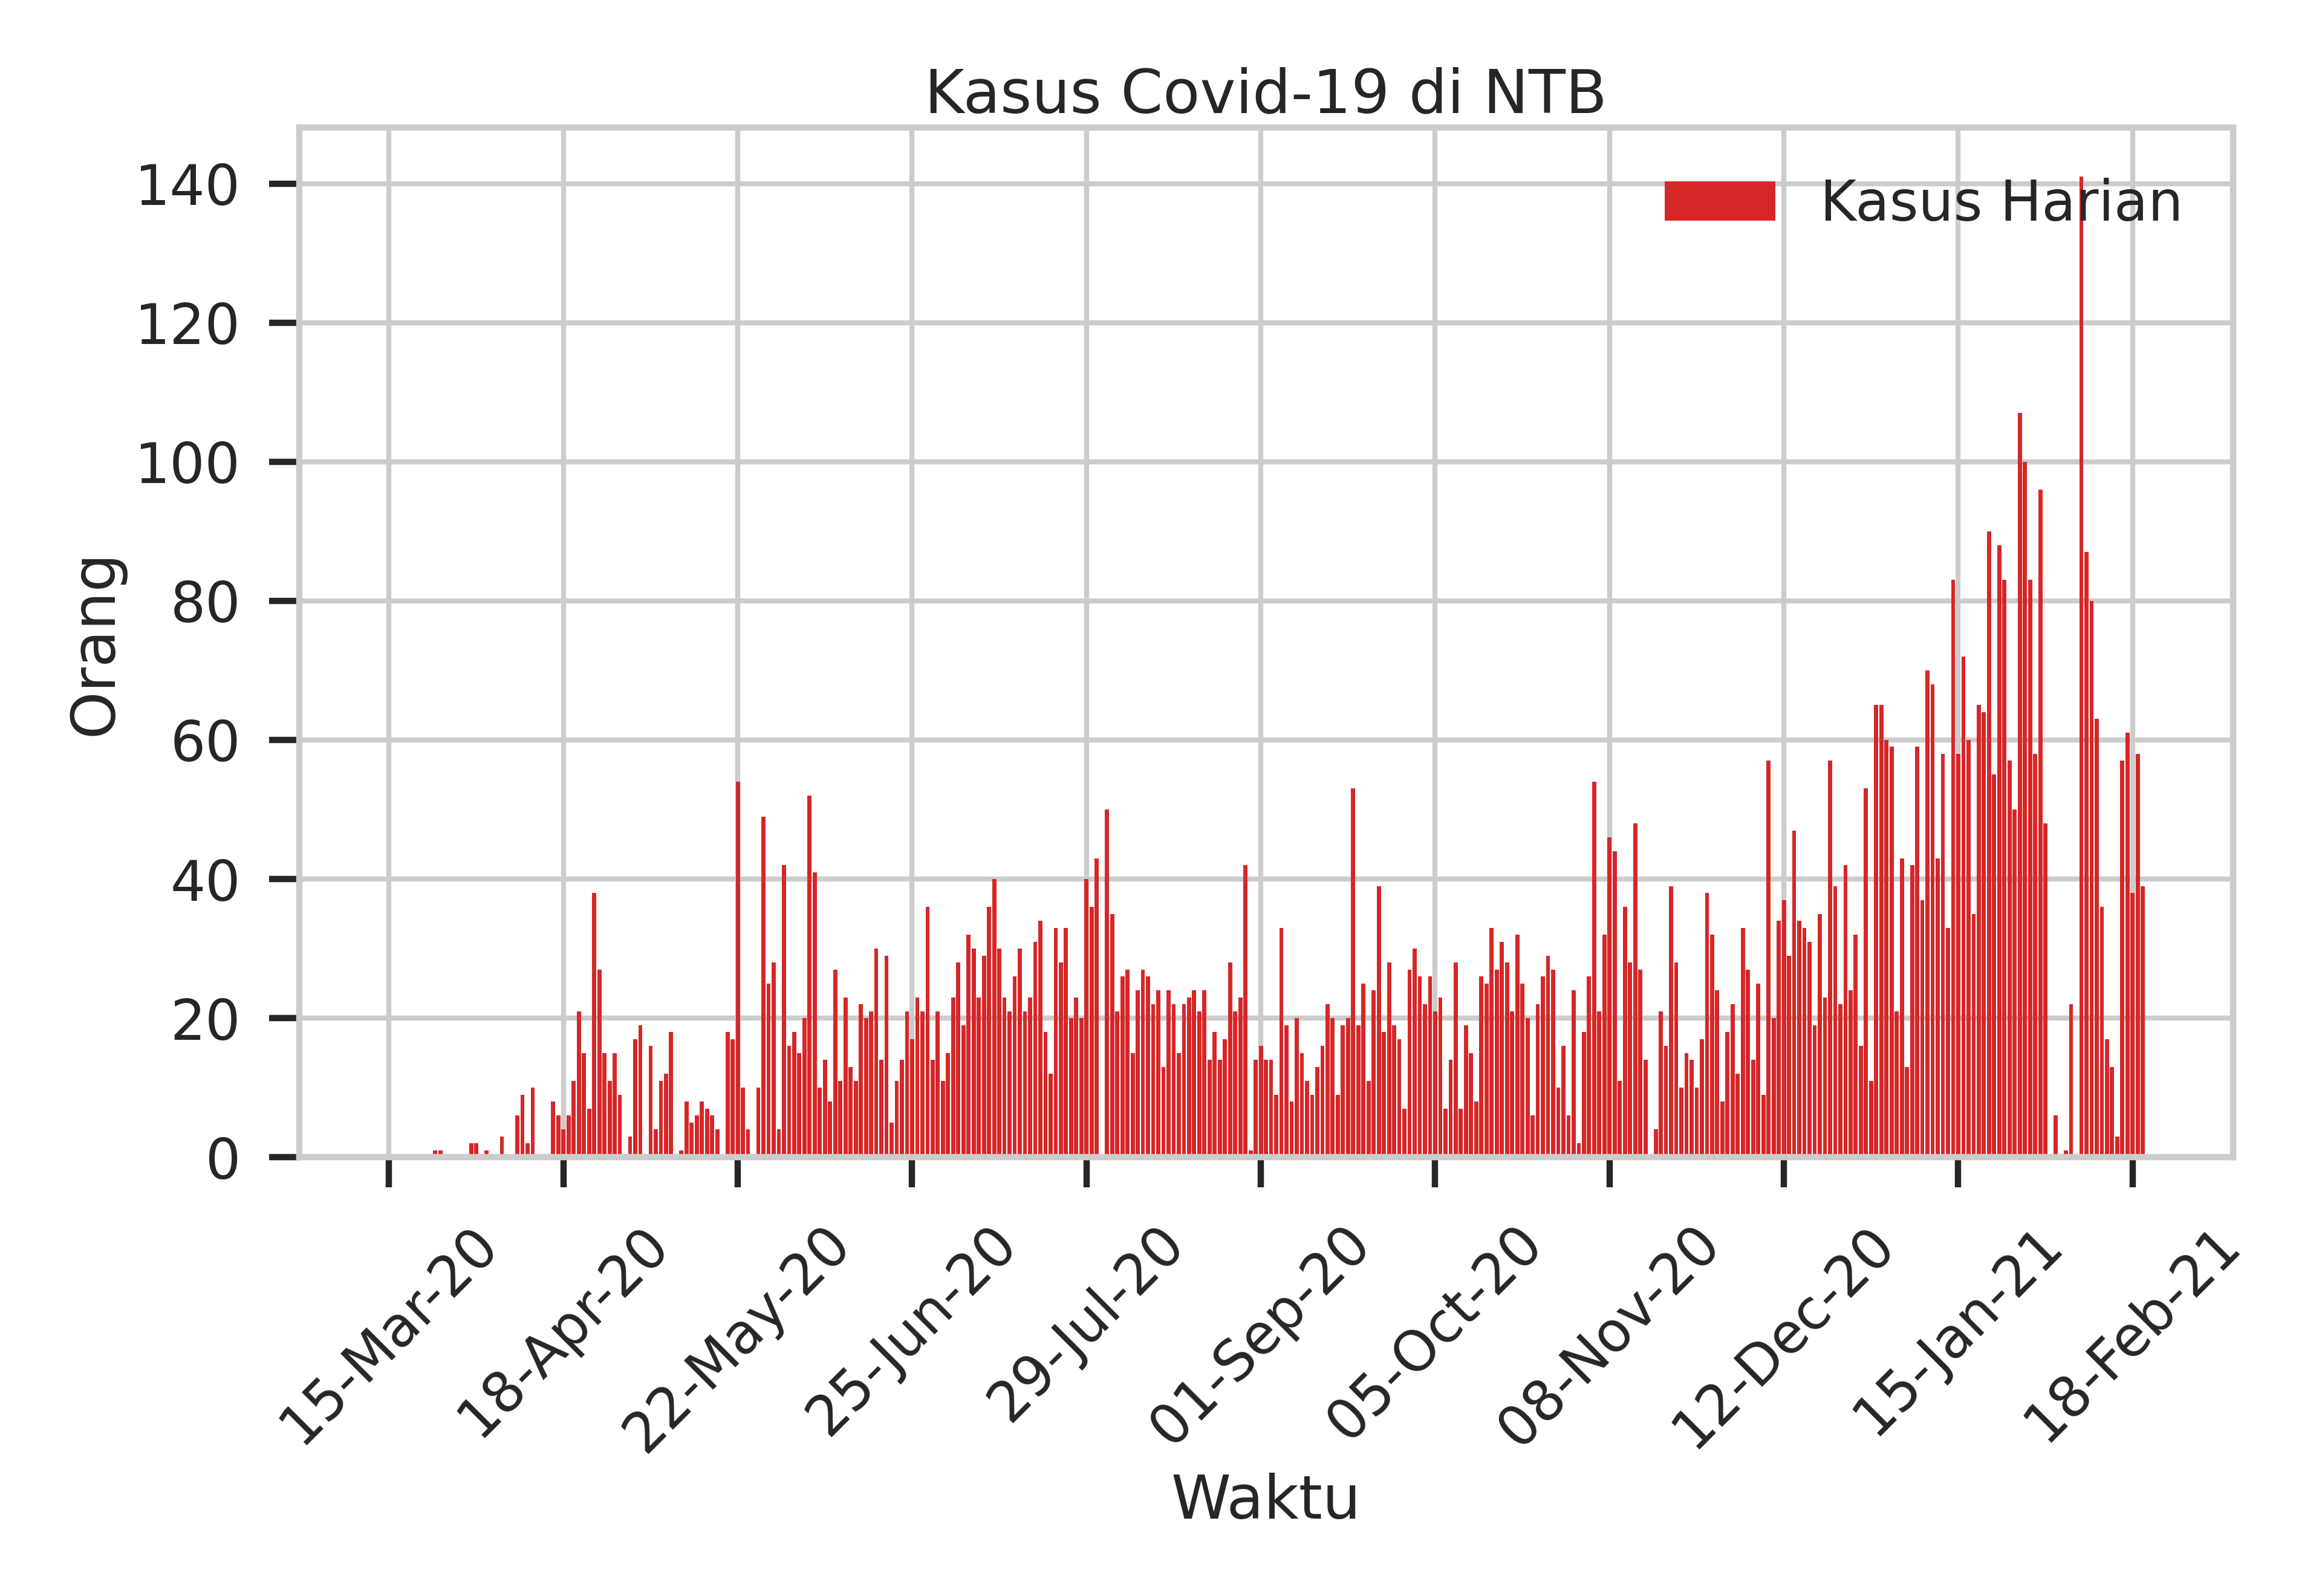 Kasus Covid-19 di NTB
Kasus Harian
140
120
100
80
60
40
20
0
Orang
15-Mar-20
18-Apr-20
22-May-20
25-Jun-20
29-Jul-20
01-Sep-20
05-Oct-20
08-Nov-20
12-Dec-20
15-Jan-21
18-Feb-21
Waktu